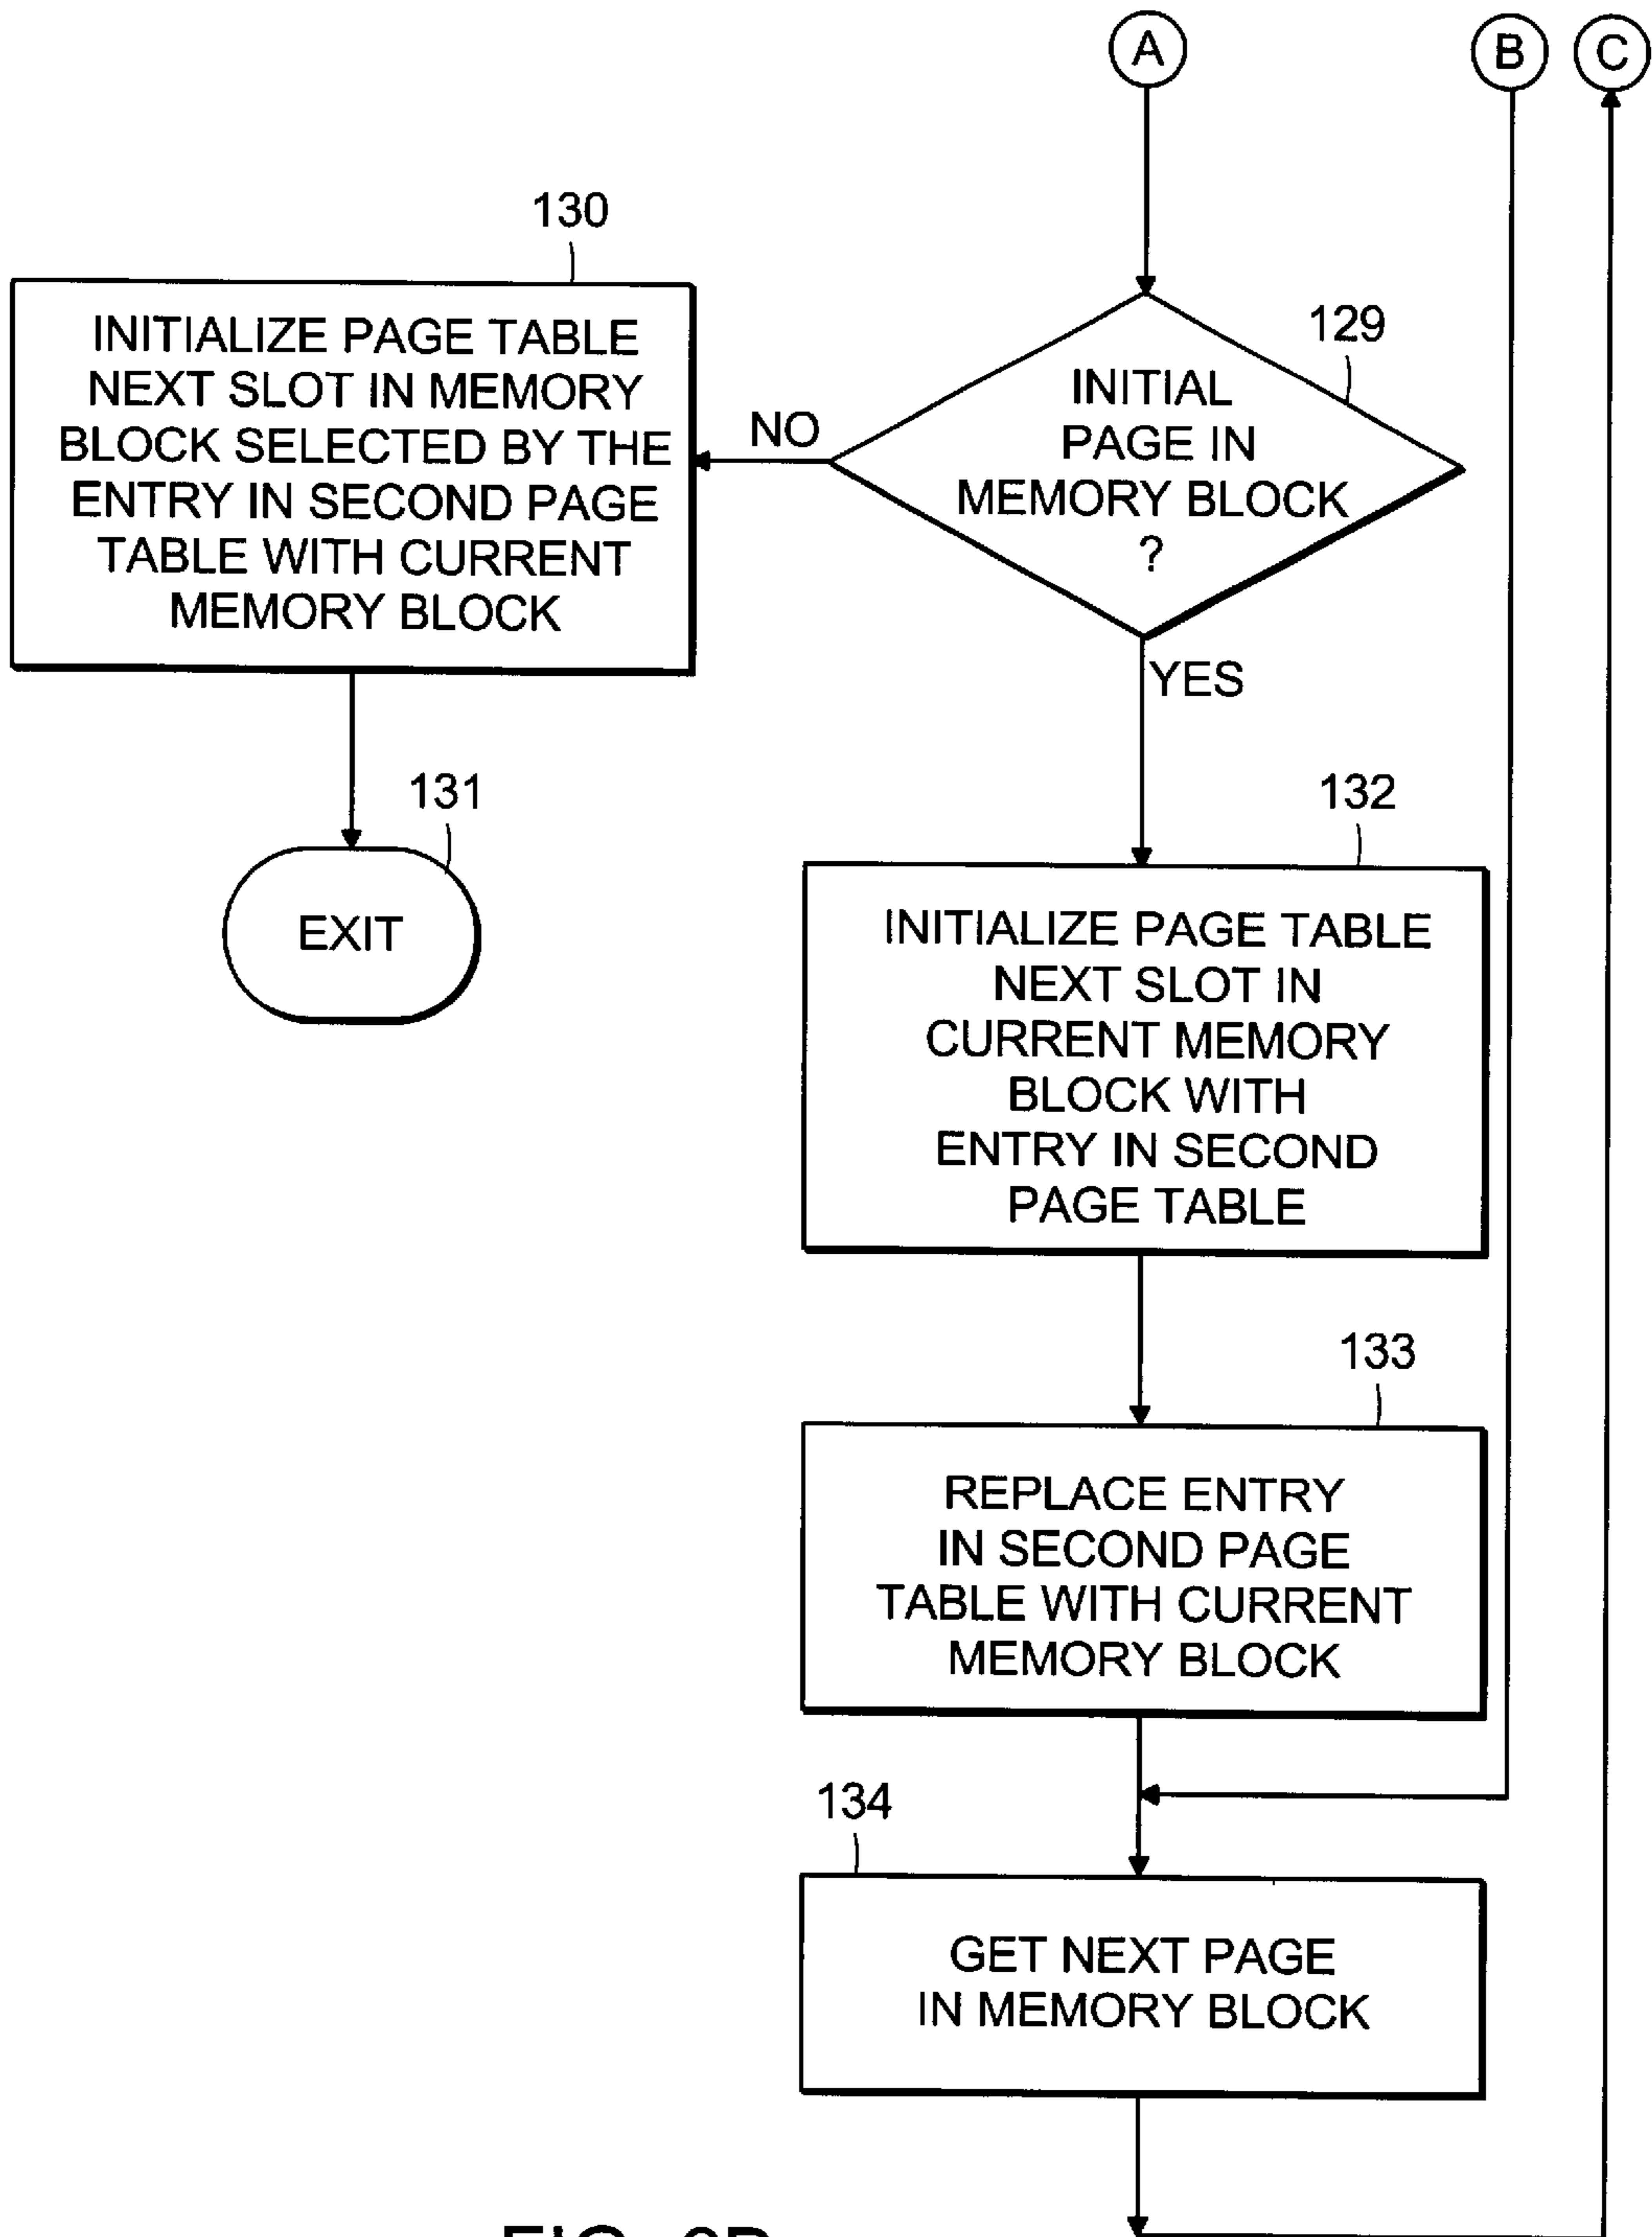 A
B
C
130
INITIALIZE PAGE TABLE
NEXT SLOT IN MEMORY
BLOCK SELECTED BY THE
ENTRY IN SECOND PAGE
TABLE WITH CURRENT
MEMORY BLOCK
NO
129
INITIAL
PAGE IN
MEMORY BLOCK
?
YES
131
EXIT
132
INITIALIZE PAGE TABLE
NEXT SLOT IN
CURRENT MEMORY
BLOCK WITH
ENTRY IN SECOND
PAGE TABLE
133
REPLACE ENTRY
IN SECOND PAGE
TABLE WITH CURRENT
MEMORY BLOCK
134
GET NEXT PAGE
IN MEMORY BLOCK